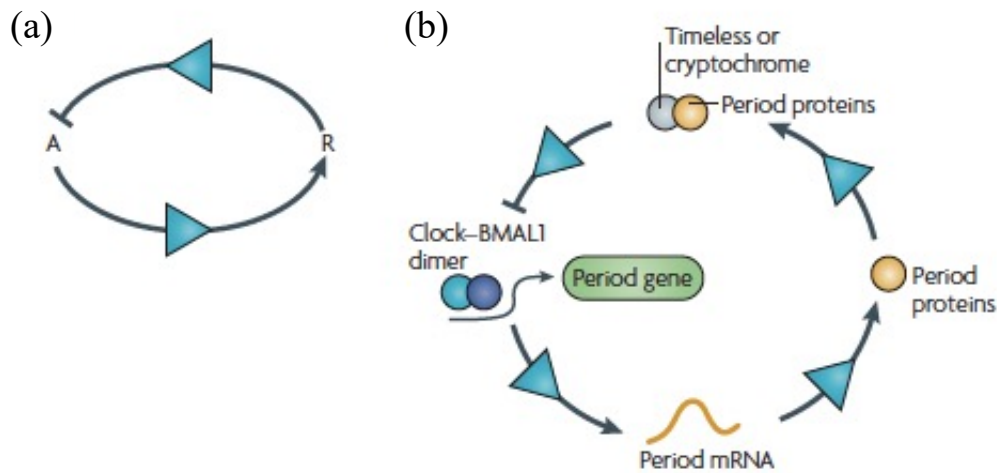 (a)
A
R
(b)
Timeless or
cryptochrome
Period proteins
Clock–BMAL1
dimer
Period gene
Period
proteins
Period mRNA